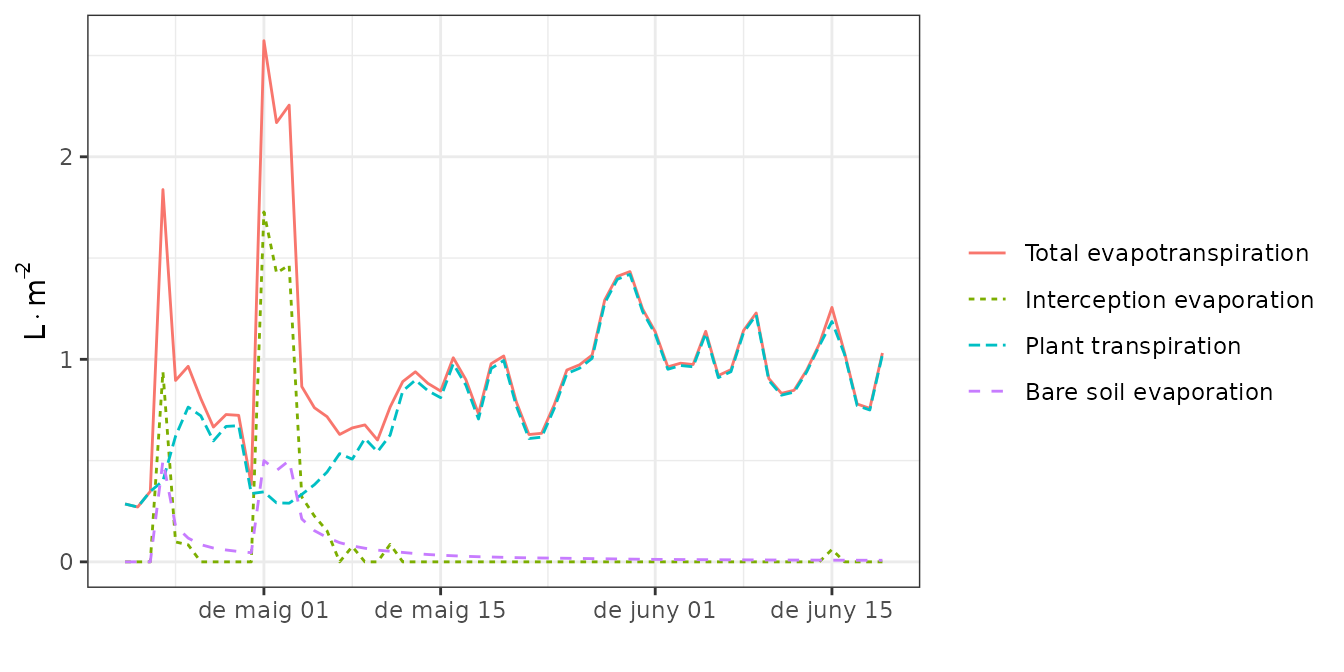 L · m⁻²
2
1
0
de maig 01
de maig 15
de juny 01
de juny 15
Total evapotranspiration
Interception evaporation
Plant transpiration
Bare soil evaporation